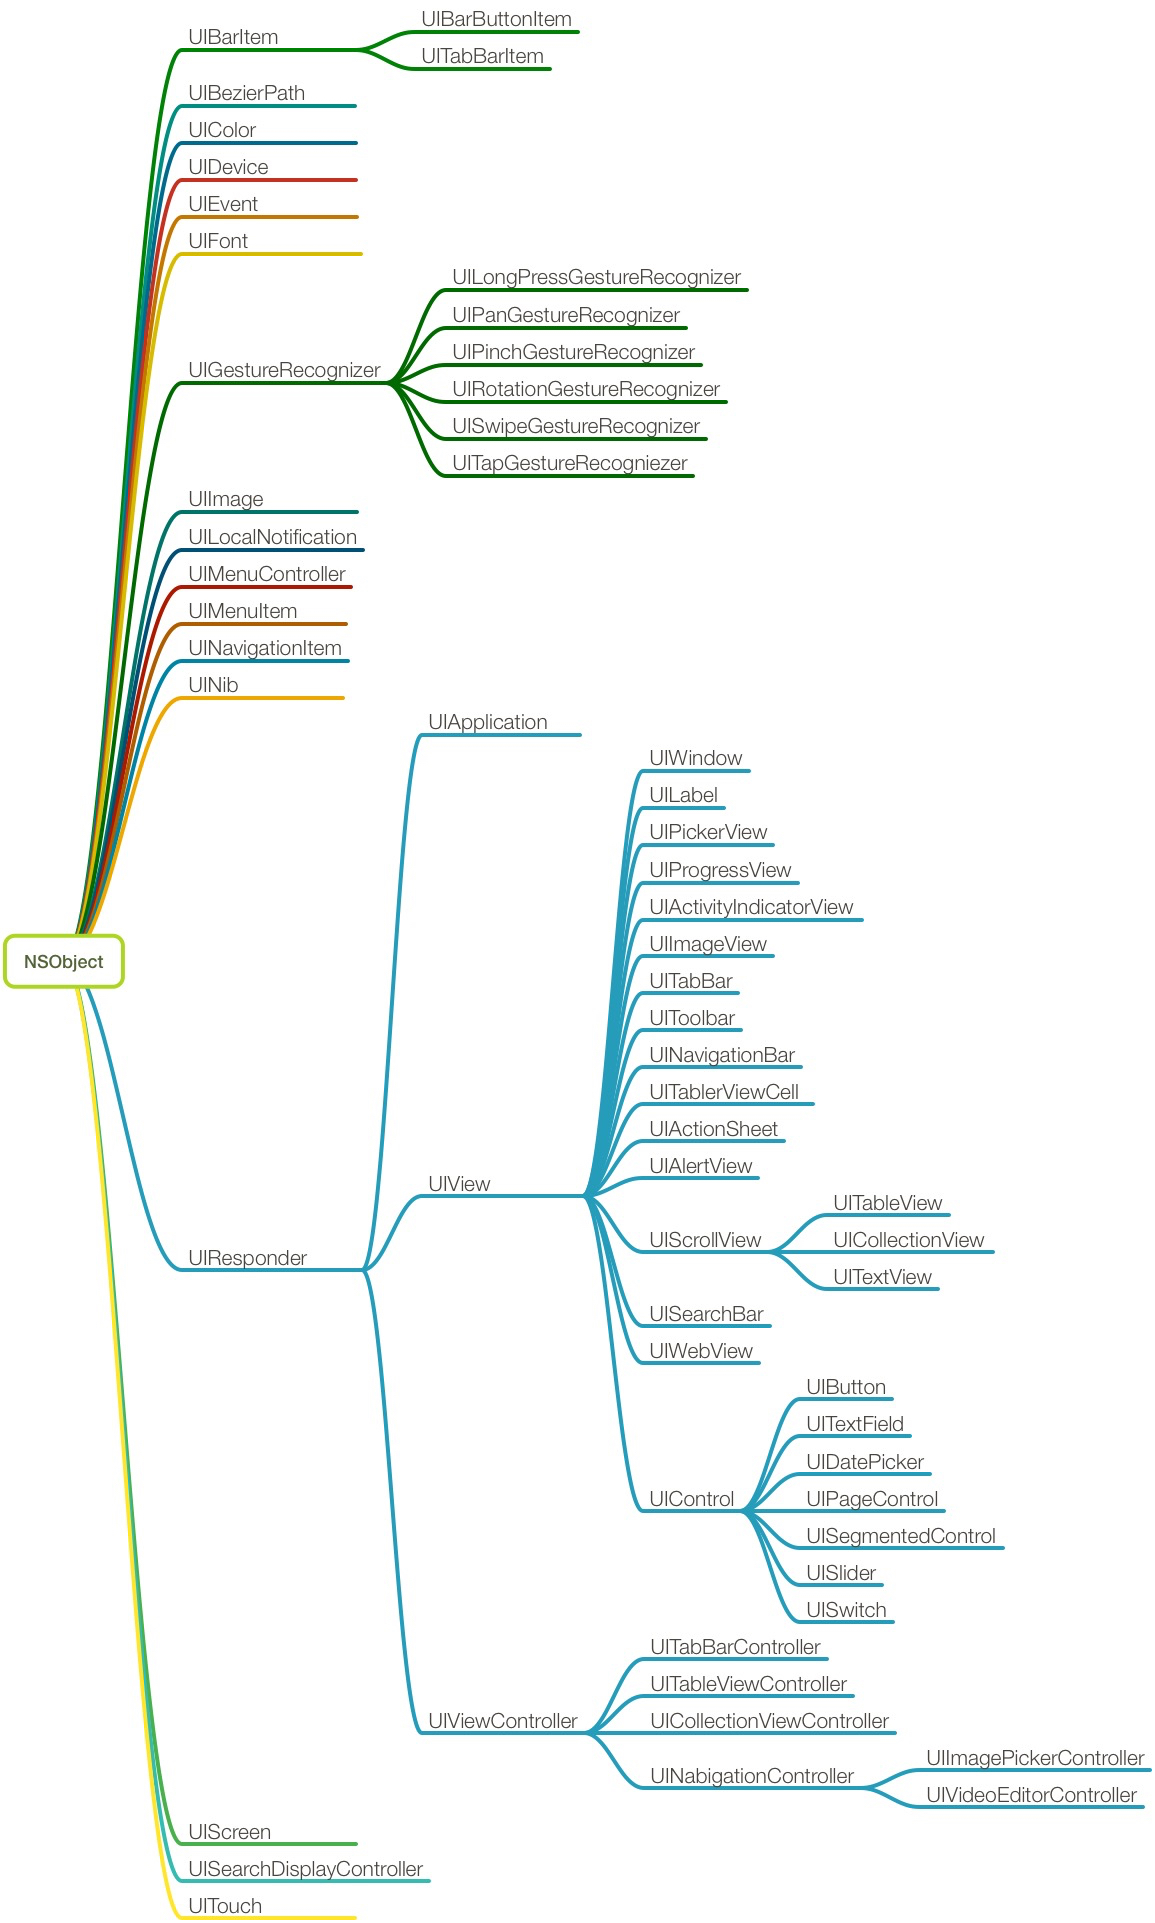 UIBarItem
UIBarButtonItem
UITabBarItem
UIBezierPath
UIColor
UIDevice
UIEvent
UIFont
UIGestureRecognizer
UILongPressGestureRecognizer
UIPanGestureRecognizer
UIPinchGestureRecognizer
UIRotationGestureRecognizer
UISwipeGestureRecognizer
UITapGestureRecogniezer
UIImage
UILocalNotification
UIMenuController
UIMenuItem
UINavigationItem
UINib
NSObject
UIResponder
UIApplication
UIView
UIWindow
UILabel
UIPickerView
UIProgressView
UIActivityIndicatorView
UIImageView
UITabBar
UIToolbar
UINavigationBar
UITablerViewCell
UIActionSheet
UIAlertView
UIScrollView
UITableView
UICollectionView
UITextView
UISearchBar
UIWebView
UIControl
UIButton
UITextField
UIDatePicker
UIPageControl
UISegmentedControl
UISlider
UISwitch
UIViewController
UITabBarController
UITableViewController
UICollectionViewController
UINabigationController
UIImagePickerController
UIVideoEditorController
UIScreen
UISearchDisplayController
UITouch